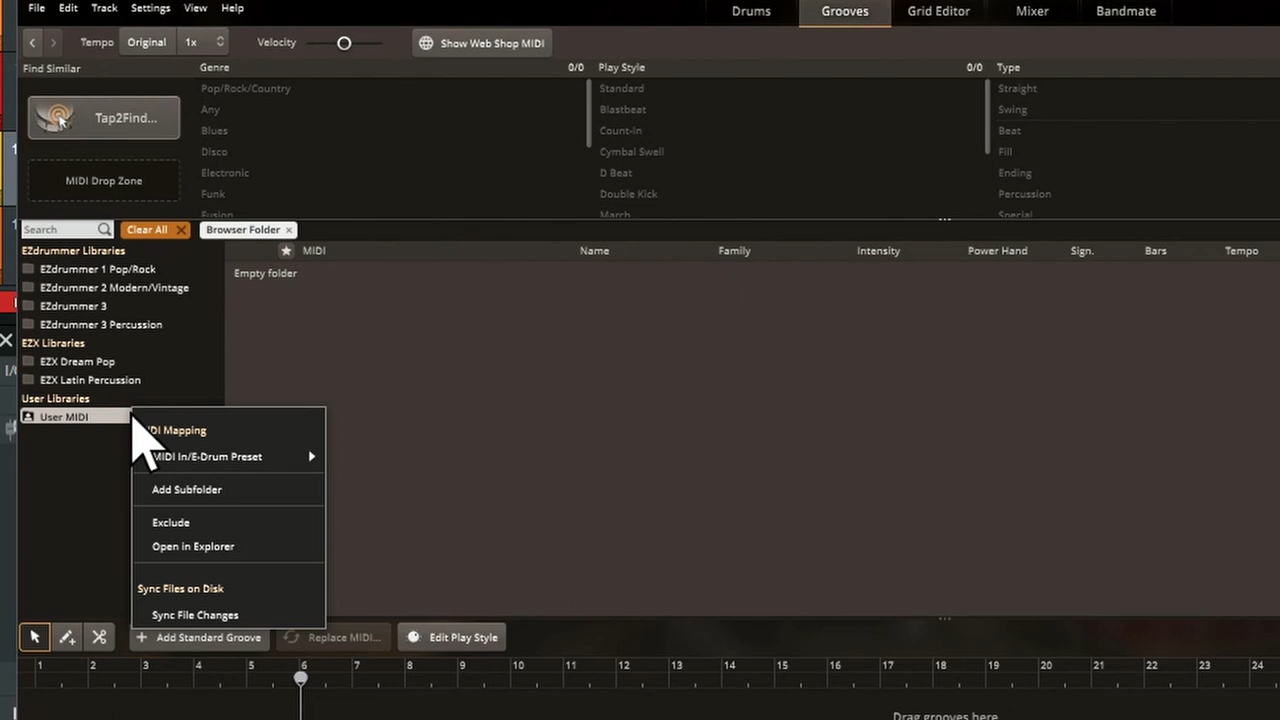 File Edit Track Settings View Help
Drums Grooves Grid Editor Mixer Bandmate
Tempo Original 1x Velocity Show Web Shop MIDI
Find Similar Genre 0/0 Play Style 0/0 Type
Pop/Rock/Country Standard Straight
Tap2Find... Any Blastbeat Swing
Blues Count-In Beat
Disco Cymbal Swell Fill
MIDI Drop Zone Electronic D Beat Ending
Funk Double Kick Percussion
Fusion March Special
Search Clear All Browser Folder
EZdrummer Libraries MIDI Name Family Intensity Power Hand Sign. Bars Tempo
EZdrummer 1 Pop/Rock Empty folder
EZdrummer 2 Modern/Vintage
EZdrummer 3
EZdrummer 3 Percussion
EZX Libraries
EZX Dream Pop
EZX Latin Percussion
User Libraries
User MIDI
DI Mapping
MIDI In/E-Drum Preset
Add Subfolder
Exclude
Open in Explorer
Sync Files on Disk
Sync File Changes
Add Standard Groove Replace MIDI... Edit Play Style
1 2 3 4 5 6 7 8 9 10 11 12 13 14 15 16 17 18 19 20 21 22 23 24
Drag grooves here